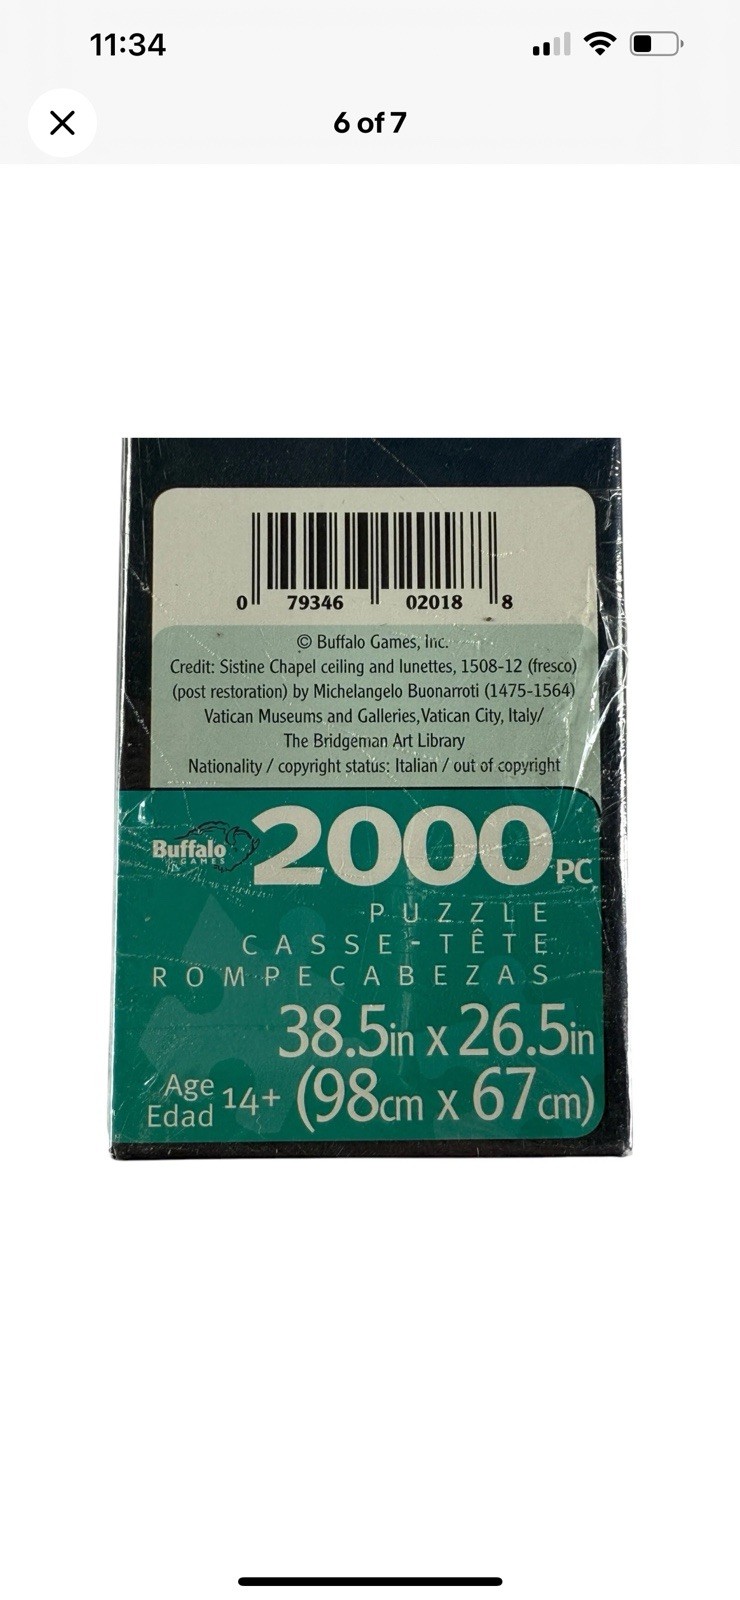 11:34
6 of 7
0 79346 02018 8
© Buffalo Games, Inc.
Credit: Sistine Chapel ceiling and lunettes, 1508-12 (fresco)
(post restoration) by Michelangelo Buonarroti (1475-1564)
Vatican Museums and Galleries, Vatican City, Italy/
The Bridgeman Art Library
Nationality / copyright status: Italian / out of copyright
Buffalo
GAMES
2000 PC
PUZZLE
CASSE-TÊTE
ROMPECABEZAS
38.5in x 26.5in
Age
Edad
14+
(98cm x 67cm)